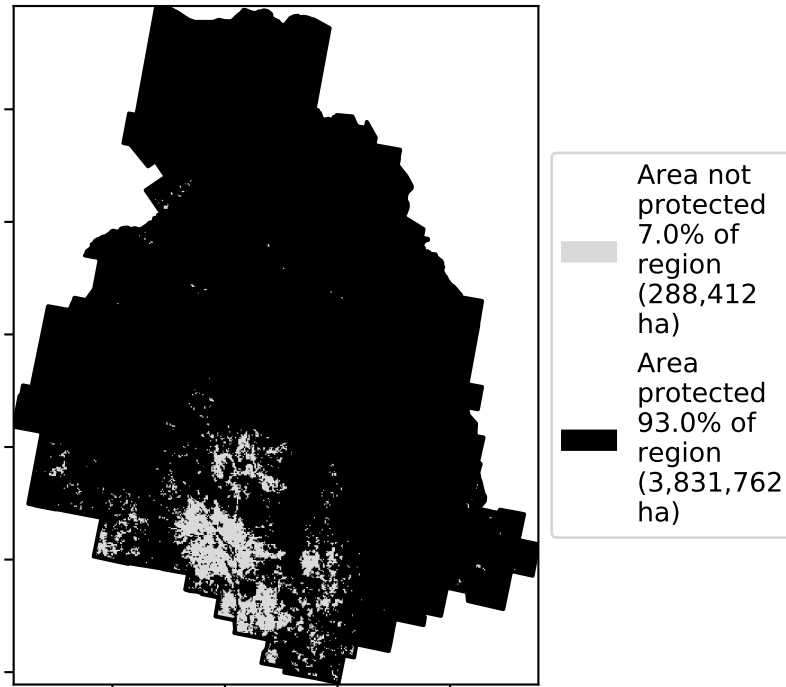 Area not
protected
7.0% of
region
(288,412
ha)
Area
protected
93.0% of
region
(3,831,762
ha)